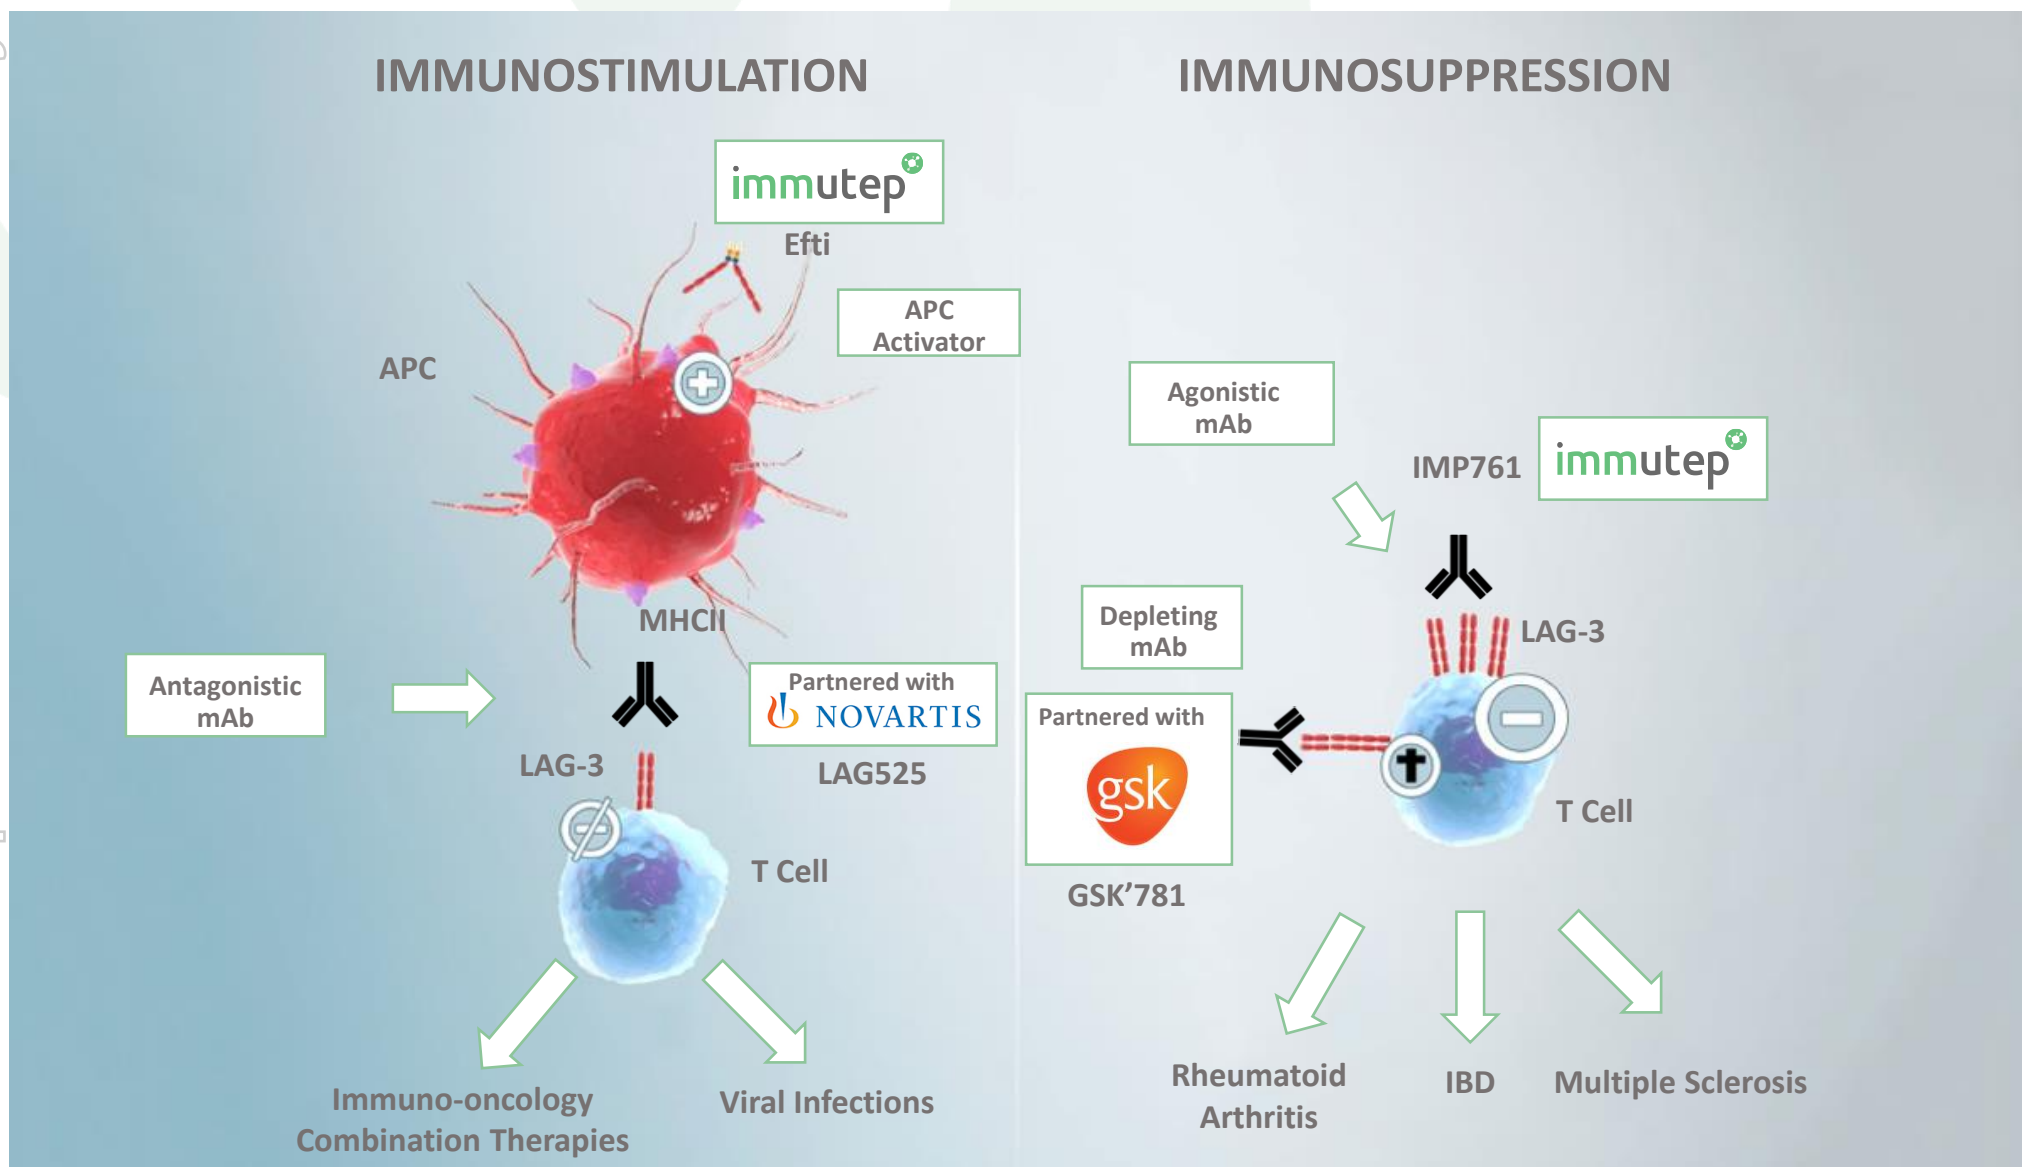 IMMUNOSTIMULATION
immutep
Efti
APC
Activator
APC
MHCII
Antagonistic
mAb
Partnered with
NOVARTIS
LAG525
LAG-3
T Cell
Immuno-oncology
Combination Therapies
Viral Infections
IMMUNOSUPPRESSION
Agonistic
mAb
IMP761
immutep
LAG-3
Depleting
mAb
Partnered with
gsk
GSK’781
T Cell
Rheumatoid
Arthritis
IBD
Multiple Sclerosis